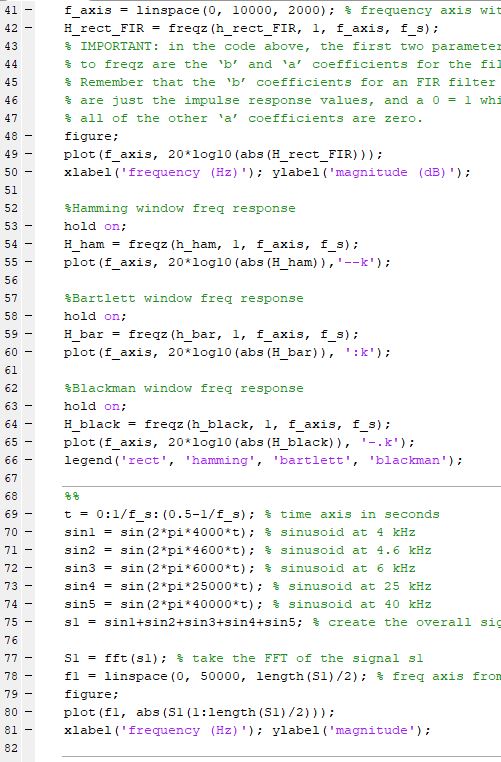 41 – f_axis = linspace(0, 10000, 2000); % frequency axis wit
42 – H_rect_FIR = freqz(h_rect_FIR, 1, f_axis, f_s);
43 % IMPORTANT: in the code above, the first two parameter
44 % to freqz are the 'b' and 'a' coefficients for the fil
45 % Remember that the 'b' coefficients for an FIR filter
46 % are just the impulse response values, and a 0 = 1 whi
47 % all of the other 'a' coefficients are zero.
48 – figure;
49 – plot(f_axis, 20*log10(abs(H_rect_FIR)));
50 – xlabel('frequency (Hz)'); ylabel('magnitude (dB)');
51
52 %Hamming window freq response
53 – hold on;
54 – H_ham = freqz(h_ham, 1, f_axis, f_s);
55 – plot(f_axis, 20*log10(abs(H_ham)),'--k');
56
57 %Bartlett window freq response
58 – hold on;
59 – H_bar = freqz(h_bar, 1, f_axis, f_s);
60 – plot(f_axis, 20*log10(abs(H_bar)), ':k');
61
62 %Blackman window freq response
63 – hold on;
64 – H_black = freqz(h_black, 1, f_axis, f_s);
65 – plot(f_axis, 20*log10(abs(H_black)), '-.k');
66 – legend('rect', 'hamming', 'bartlett', 'blackman');
67
68 %%
69 – t = 0:1/f_s:(0.5-1/f_s); % time axis in seconds
70 – sin1 = sin(2*pi*4000*t); % sinusoid at 4 kHz
71 – sin2 = sin(2*pi*4600*t); % sinusoid at 4.6 kHz
72 – sin3 = sin(2*pi*6000*t); % sinusoid at 6 kHz
73 – sin4 = sin(2*pi*25000*t); % sinusoid at 25 kHz
74 – sin5 = sin(2*pi*40000*t); % sinusoid at 40 kHz
75 – s1 = sin1+sin2+sin3+sin4+sin5; % create the overall sig
76
77 – S1 = fft(s1); % take the FFT of the signal s1
78 – f1 = linspace(0, 50000, length(S1)/2); % freq axis from
79 – figure;
80 – plot(f1, abs(S1(1:length(S1)/2)));
81 – xlabel('frequency (Hz)'); ylabel('magnitude');
82